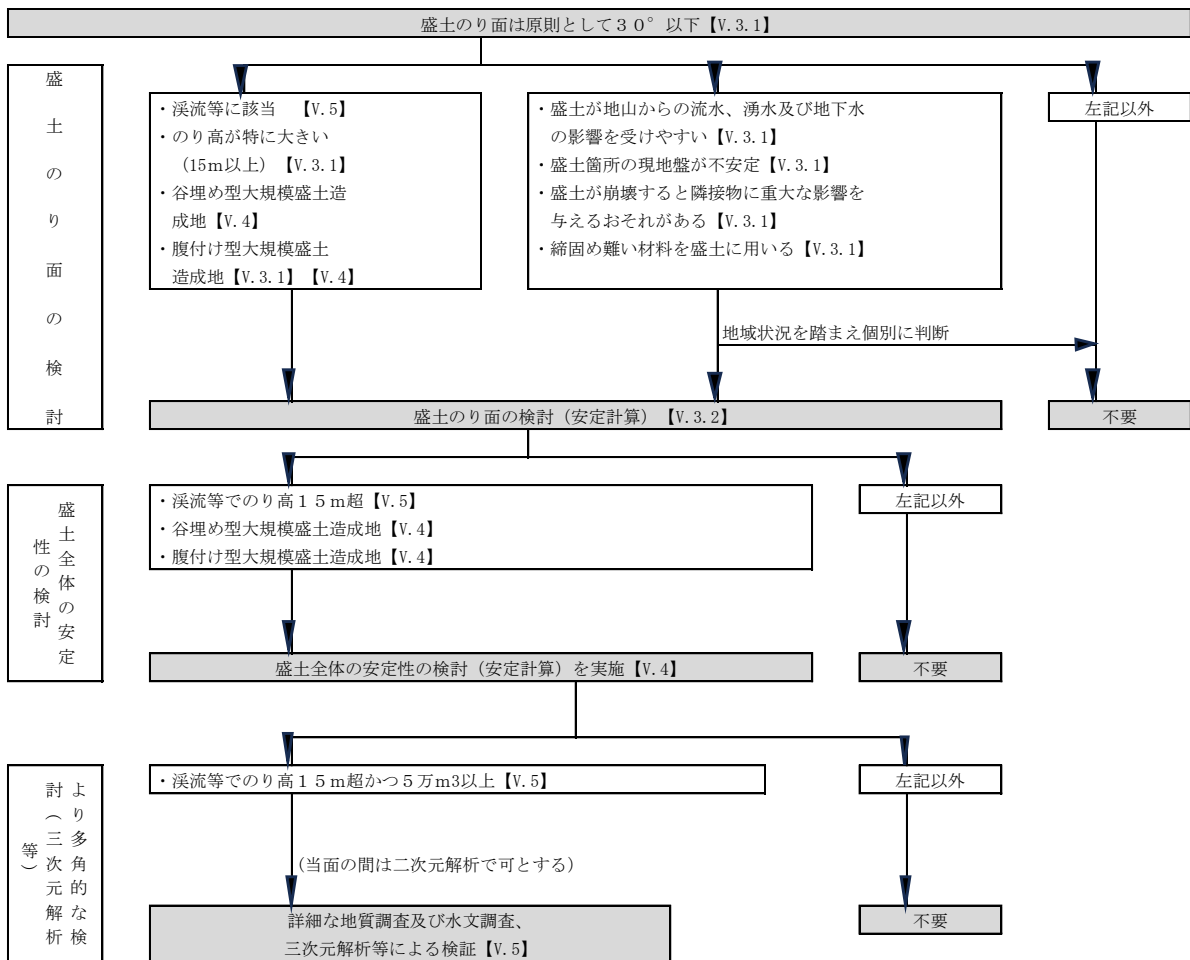 盛土のり面は原則として３０°以下【V.3.1】
盛土のり面の検討
・渓流等に該当　【V.5】
・のり高が特に大きい
(15m以上)【V.3.1】
・谷埋め型大規模盛土造
成地【V.4】
・腹付け型大規模盛土
造成地【V.3.1】【V.4】
・盛土が地山からの流水、湧水及び地下水
の影響を受けやすい【V.3.1】
・盛土箇所の現地盤が不安定【V.3.1】
・盛土が崩壊すると隣接物に重大な影響を
与えるおそれがある【V.3.1】
・締固め難い材料を盛土に用いる【V.3.1】
左記以外
地域状況を踏まえ個別に判断
盛土のり面の検討（安定計算）【V.3.2】
不要
盛土全体の安定
性の検討
・渓流等でのり高１５ｍ超【V.5】
・谷埋め型大規模盛土造成地【V.4】
・腹付け型大規模盛土造成地【V.4】
左記以外
盛土全体の安定性の検討（安定計算）を実施【V.4】
不要
より多角的な検
討（三次元解析
等）
・渓流等でのり高１５ｍ超かつ５万m3以上【V.5】
左記以外
(当面の間は二次元解析で可とする)
詳細な地質調査及び水文調査、
三次元解析等による検証【V.5】
不要